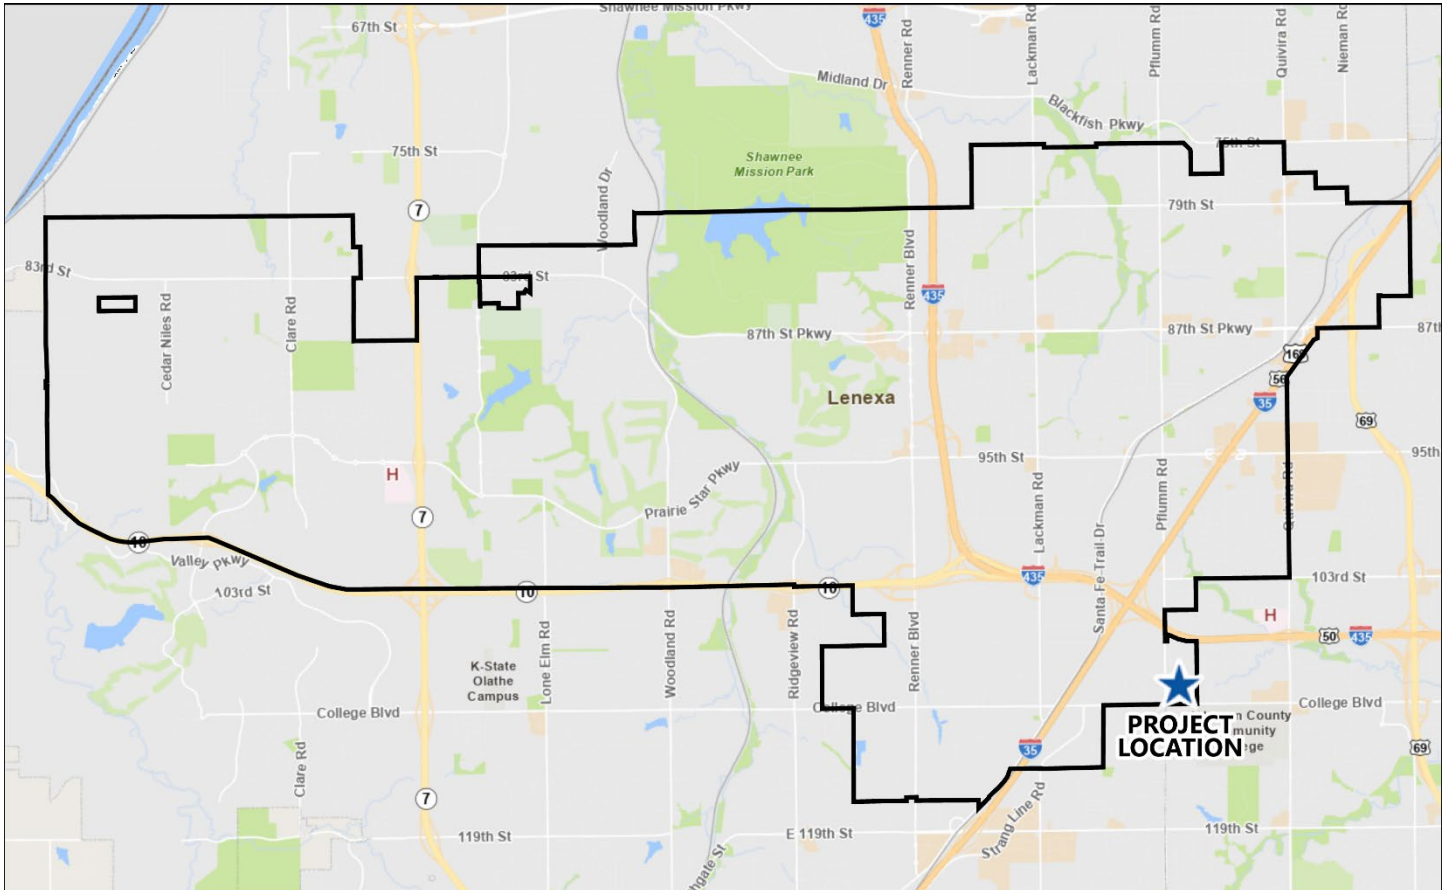 Shawnee Mission Pkwy
67th St
435
Renner Rd
Lackman Rd
Pflumm Rd
Quivira Rd
Nieman Rd
Midland Dr
Blackfish Pkwy
75th St
75th St
Shawnee
Mission Park
Woodland Dr
7
79th St
83rd St
83rd St
Renner Blvd
435
Cedar Niles Rd
Clare Rd
87th St Pkwy
87th St Pkwy
87th
169
56
35
Lenexa
69
H
95th St
95th
Prairie Star Pkwy
Lackman Rd
Pflumm Rd
Quivira Rd
7
10
Valley Pkwy
103rd St
10
10
435
Santa-Fe-Trail-Dr
103rd St
H
50
435
K-State
Olathe
Campus
Lone Elm Rd
Woodland Rd
Ridgeview Rd
Renner Blvd
College Blvd
College Blvd
College Blvd
PROJECT
LOCATION
County
Clare Rd
35
69
7
Strang Line Rd
119th St
E 119th St
119th St